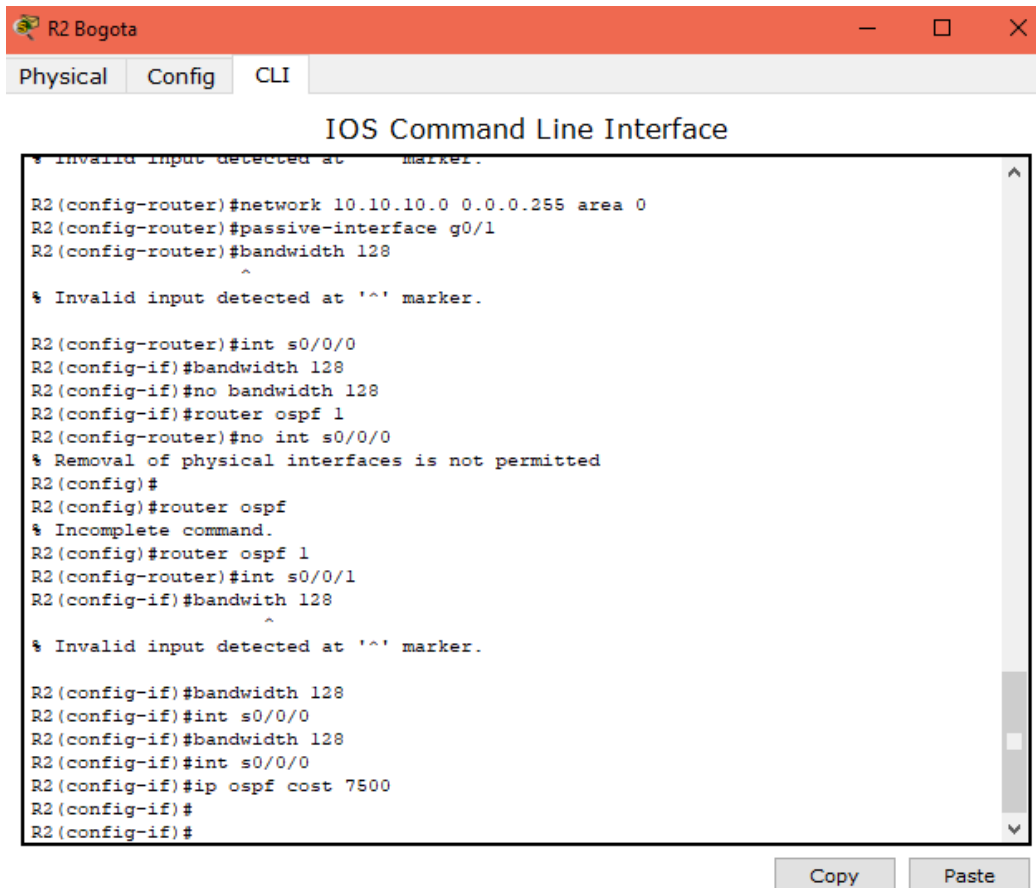 R2 Bogota
Physical Config CLI
IOS Command Line Interface
% Invalid input detected at marker.
R2(config-router)#network 10.10.10.0 0.0.0.255 area 0
R2(config-router)#passive-interface g0/1
R2(config-router)#bandwidth 128
^
% Invalid input detected at '^' marker.
R2(config-router)#int s0/0/0
R2(config-if)#bandwidth 128
R2(config-if)#no bandwidth 128
R2(config-if)#router ospf 1
R2(config-router)#no int s0/0/0
% Removal of physical interfaces is not permitted
R2(config)#
R2(config)#router ospf
% Incomplete command.
R2(config)#router ospf 1
R2(config-router)#int s0/0/1
R2(config-if)#bandwith 128
^
% Invalid input detected at '^' marker.
R2(config-if)#bandwidth 128
R2(config-if)#int s0/0/0
R2(config-if)#bandwidth 128
R2(config-if)#int s0/0/0
R2(config-if)#ip ospf cost 7500
R2(config-if)#
R2(config-if)#
Copy Paste